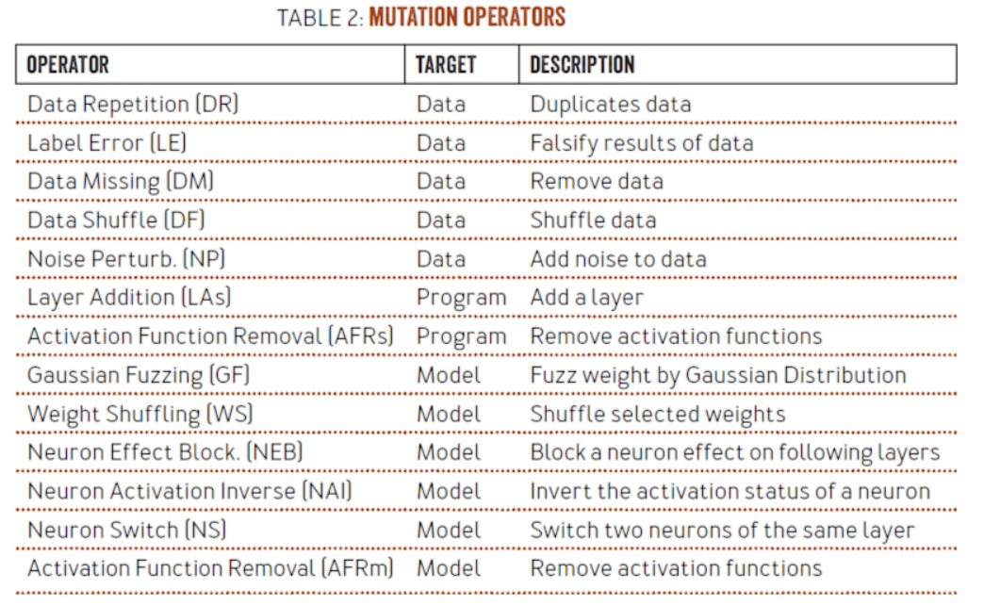 TABLE 2: MUTATION OPERATORS
OPERATOR TARGET DESCRIPTION
Data Repetition (DR) Data Duplicates data
Label Error (LE) Data Falsify results of data
Data Missing (DM) Data Remove data
Data Shuffle (DF) Data Shuffle data
Noise Perturb. (NP) Data Add noise to data
Layer Addition (LAs) Program Add a layer
Activation Function Removal (AFRs) Program Remove activation functions
Gaussian Fuzzing (GF) Model Fuzz weight by Gaussian Distribution
Weight Shuffling (WS) Model Shuffle selected weights
Neuron Effect Block. (NEB) Model Block a neuron effect on following layers
Neuron Activation Inverse (NAI) Model Invert the activation status of a neuron
Neuron Switch (NS) Model Switch two neurons of the same layer
Activation Function Removal (AFRm) Model Remove activation functions